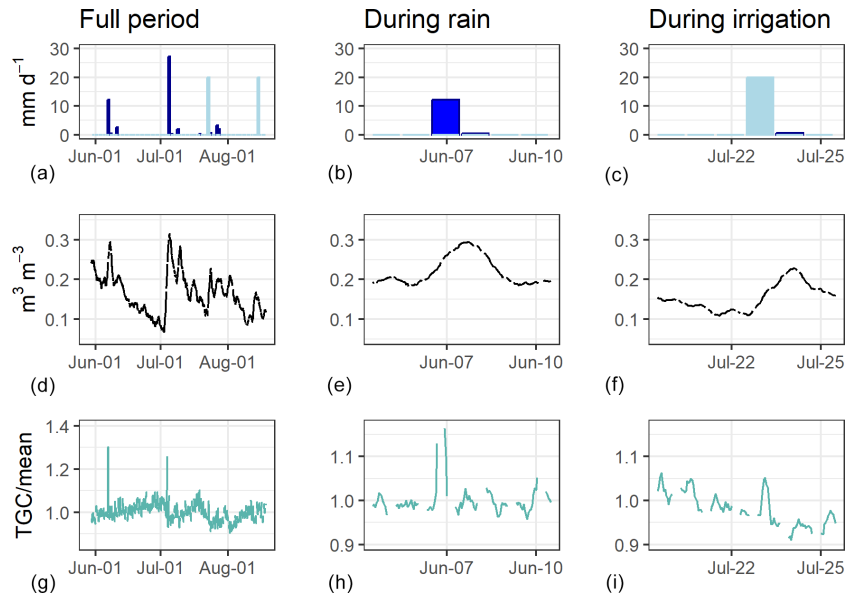 Full period During rain During irrigation
30 30 30
mm d⁻¹ 20 20 20
10 10 10
0 0 0
Jun-01 Jul-01 Aug-01 Jun-07 Jun-10 Jul-22 Jul-25
(a) (b) (c)
0.3 0.3 0.3
m³ m⁻³ 0.2 0.2 0.2
0.1 0.1 0.1
Jun-01 Jul-01 Aug-01 Jun-07 Jun-10 Jul-22 Jul-25
(d) (e) (f)
TGC/mean
1.4 1.1 1.1
1.2 1.0 1.0
1.0 0.9 0.9
Jun-01 Jul-01 Aug-01 Jun-07 Jun-10 Jul-22 Jul-25
(g) (h) (i)